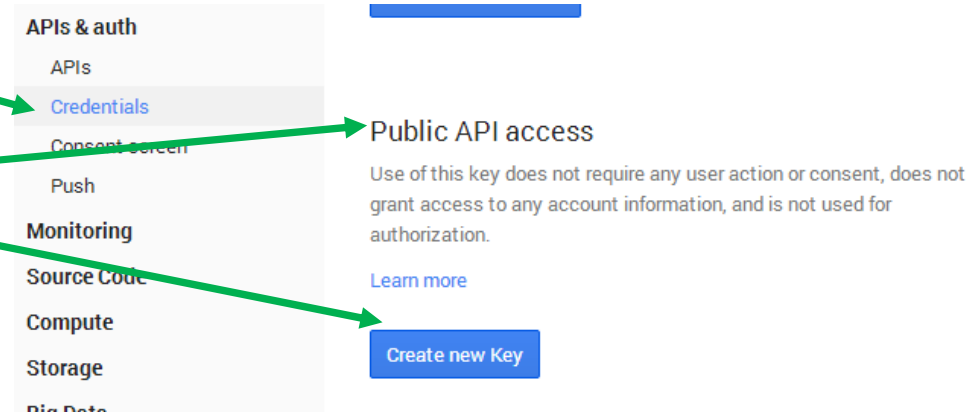 APIs & auth
APIs
Credentials
Consent screen
Push
Monitoring
Source Code
Compute
Storage
Big Data
Public API access
Use of this key does not require any user action or consent, does not
grant access to any account information, and is not used for
authorization.
Learn more
Create new Key